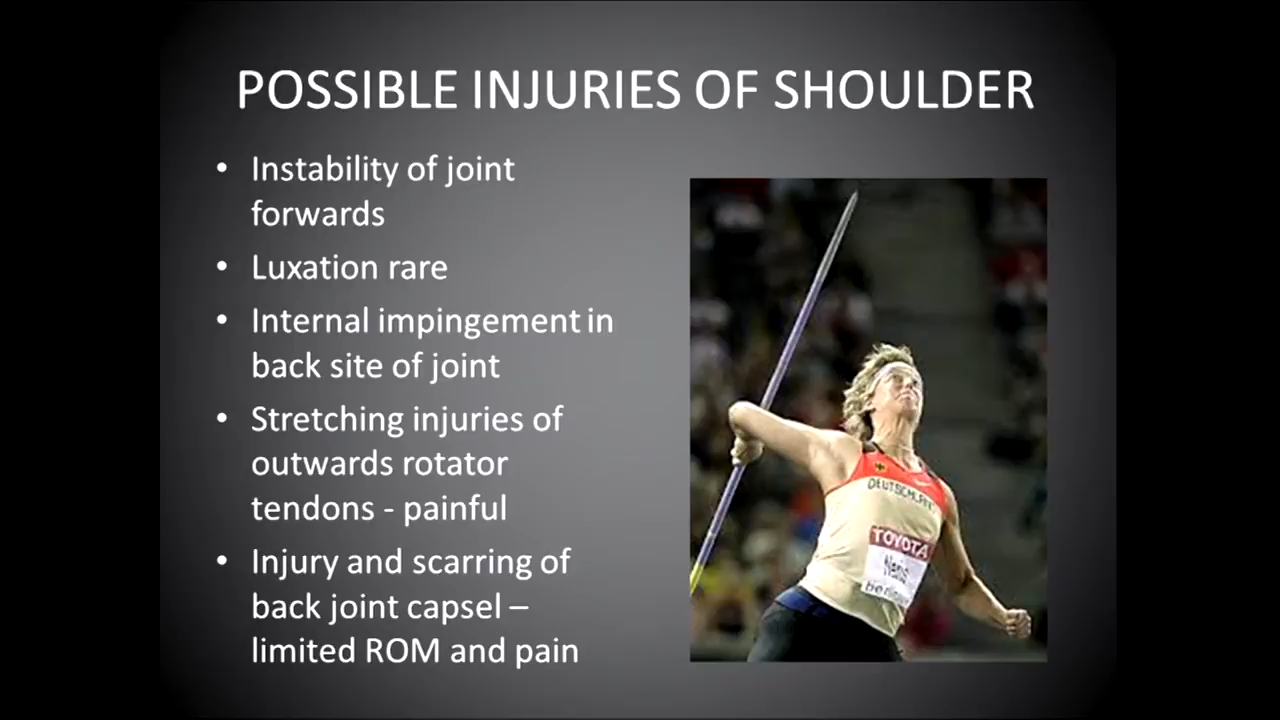 POSSIBLE INJURIES OF SHOULDER
• Instability of joint
forwards
• Luxation rare
• Internal impingement in
back site of joint
• Stretching injuries of
outwards rotator
tendons - painful
• Injury and scarring of
back joint capsel –
limited ROM and pain
DEUTSCHLAND
TOYOTA